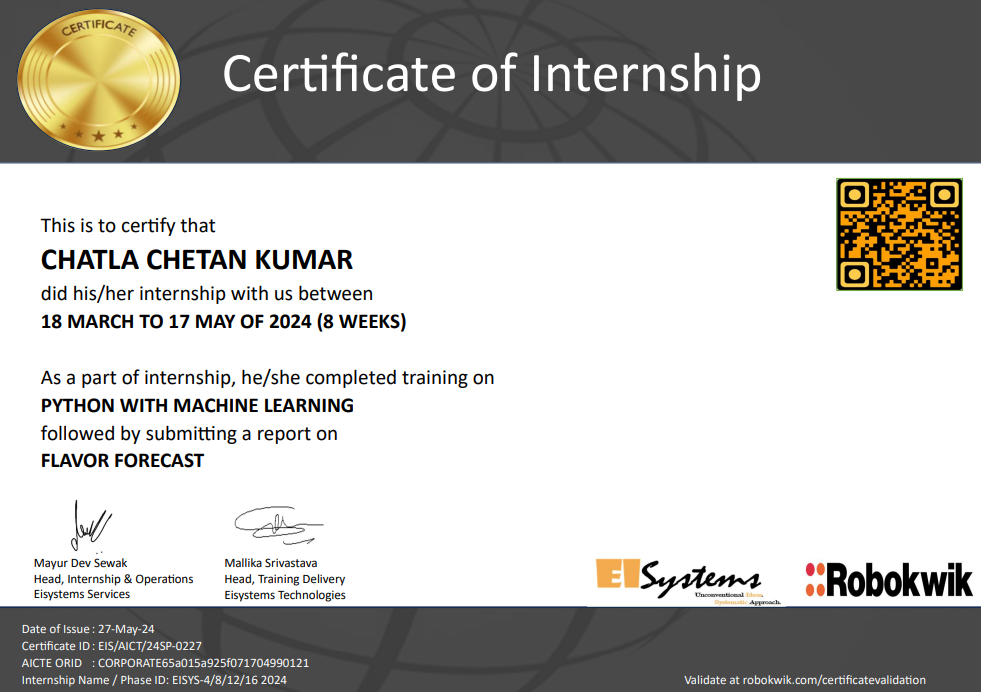 CERTIFICATE
Certificate of Internship
This is to certify that
CHATLA CHETAN KUMAR
did his/her internship with us between
18 MARCH TO 17 MAY OF 2024 (8 WEEKS)
As a part of internship, he/she completed training on
PYTHON WITH MACHINE LEARNING
followed by submitting a report on
FLAVOR FORECAST
Mayur Dev Sewak
Head, Internship & Operations
Eisystems Services
Mallika Srivastava
Head, Training Delivery
Eisystems Technologies
EISystems
Unconventional Ideas.
Systematic Approach.
Robokwik
Date of Issue : 27-May-24
Certificate ID : EIS/AICT/24SP-0227
AICTE ORID : CORPORATE65a015a925f071704990121
Internship Name / Phase ID: EISYS-4/8/12/16 2024
Validate at robokwik.com/certificatevalidation